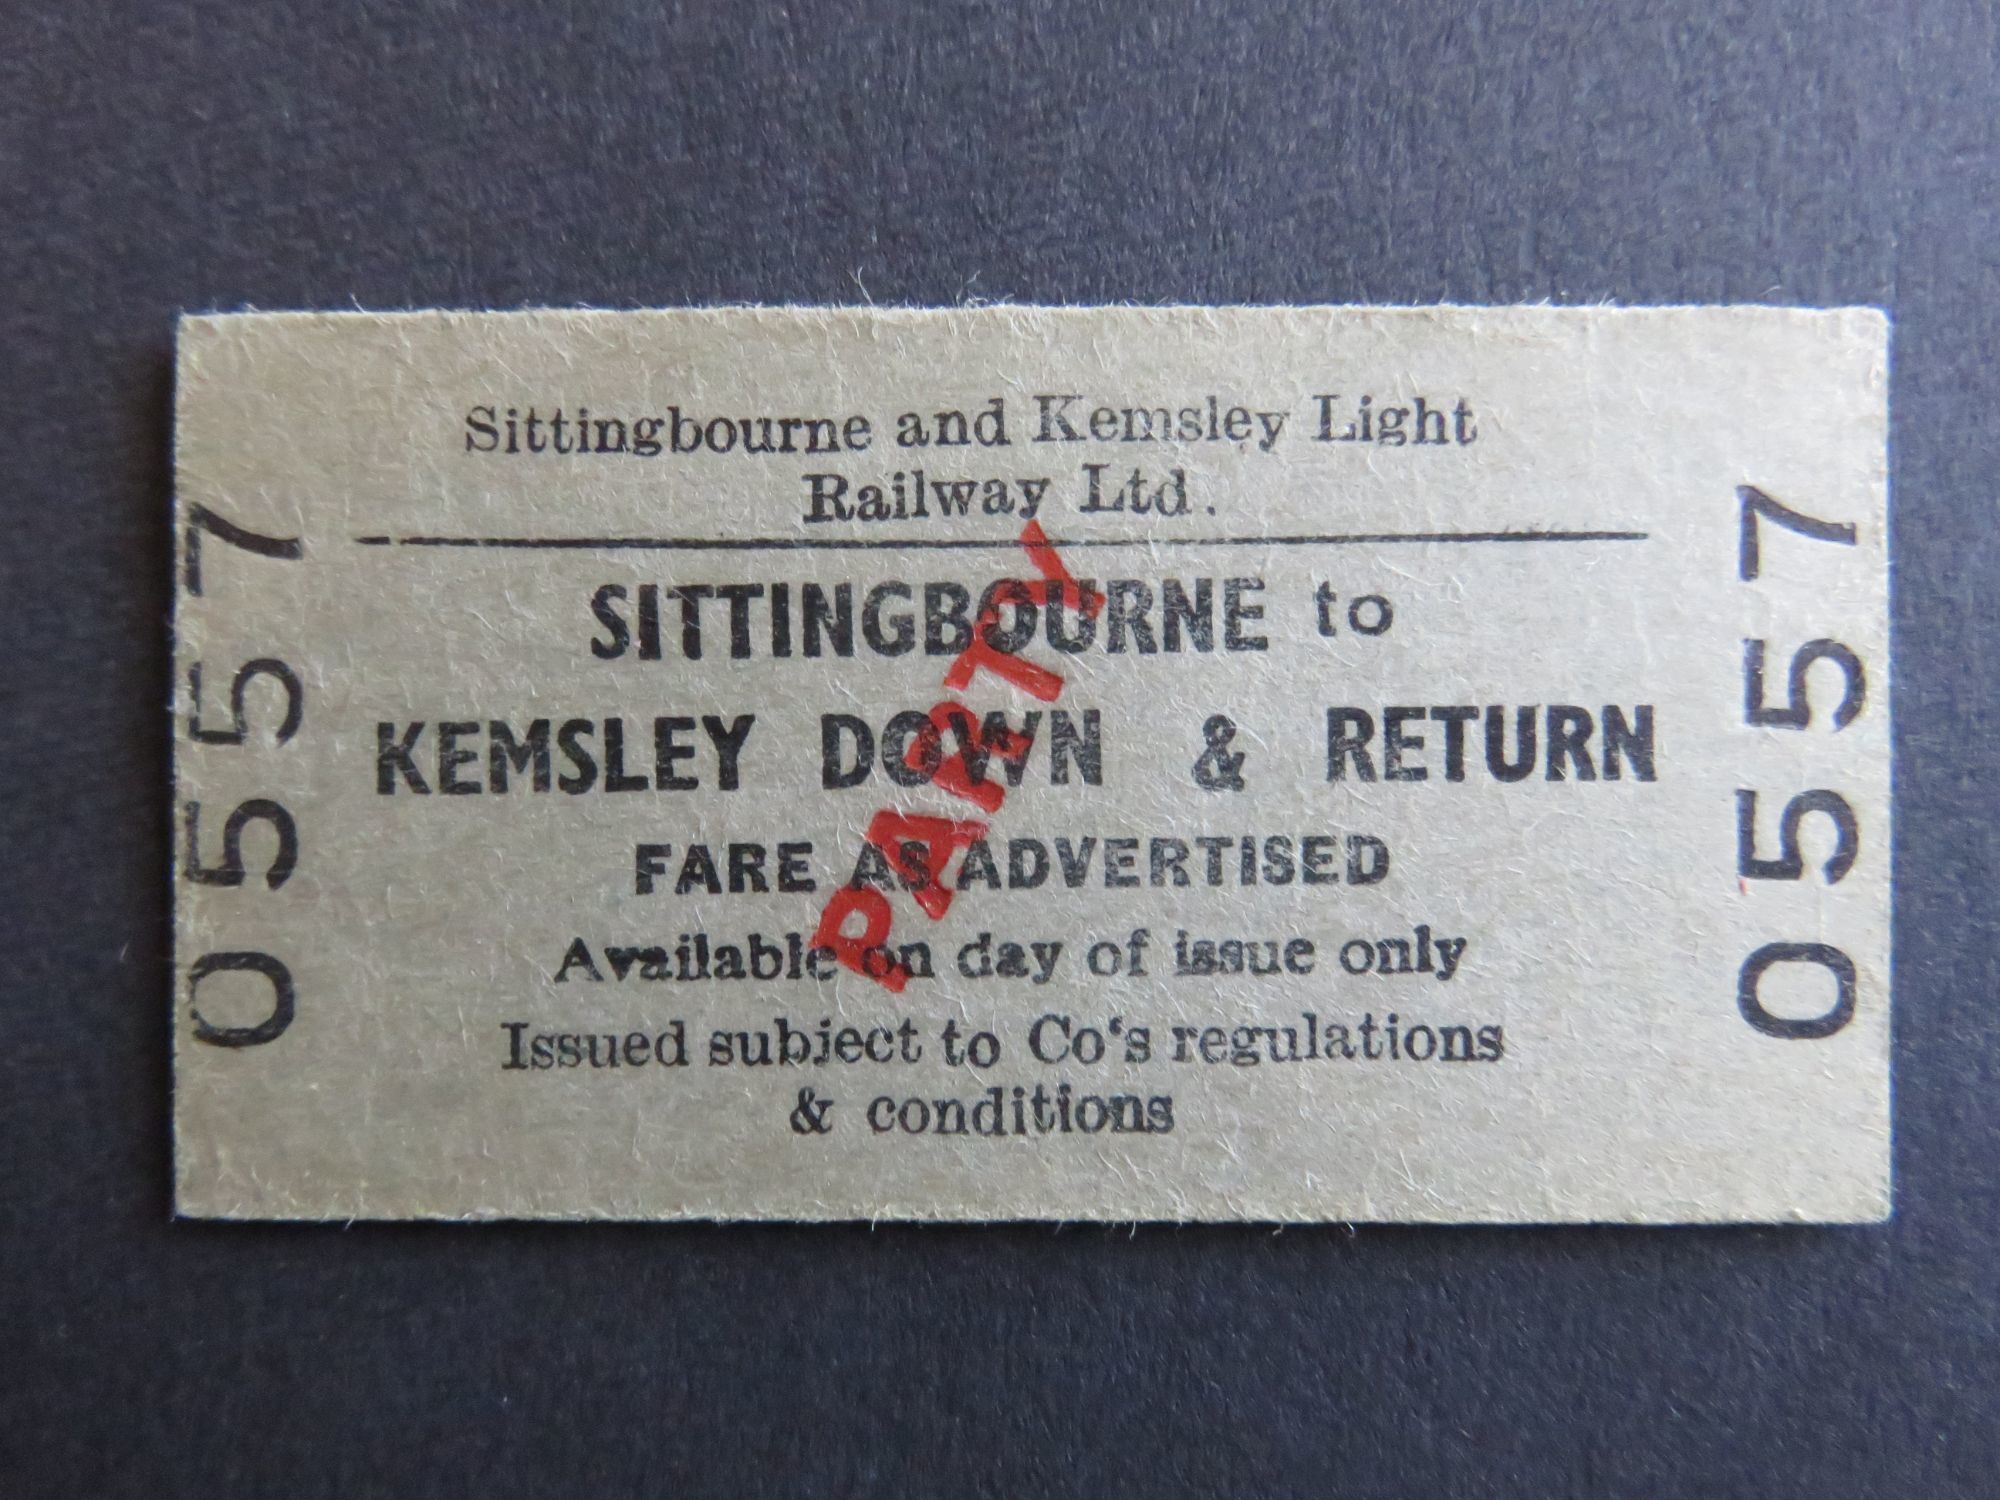 Sittingbourne and Kemsley Light
Railway Ltd.
SITTINGBOURNE to
KEMSLEY DOWN & RETURN
FARE AS ADVERTISED
Available on day of issue only
Issued subject to Co's regulations
& conditions
PARTY
0557
0557